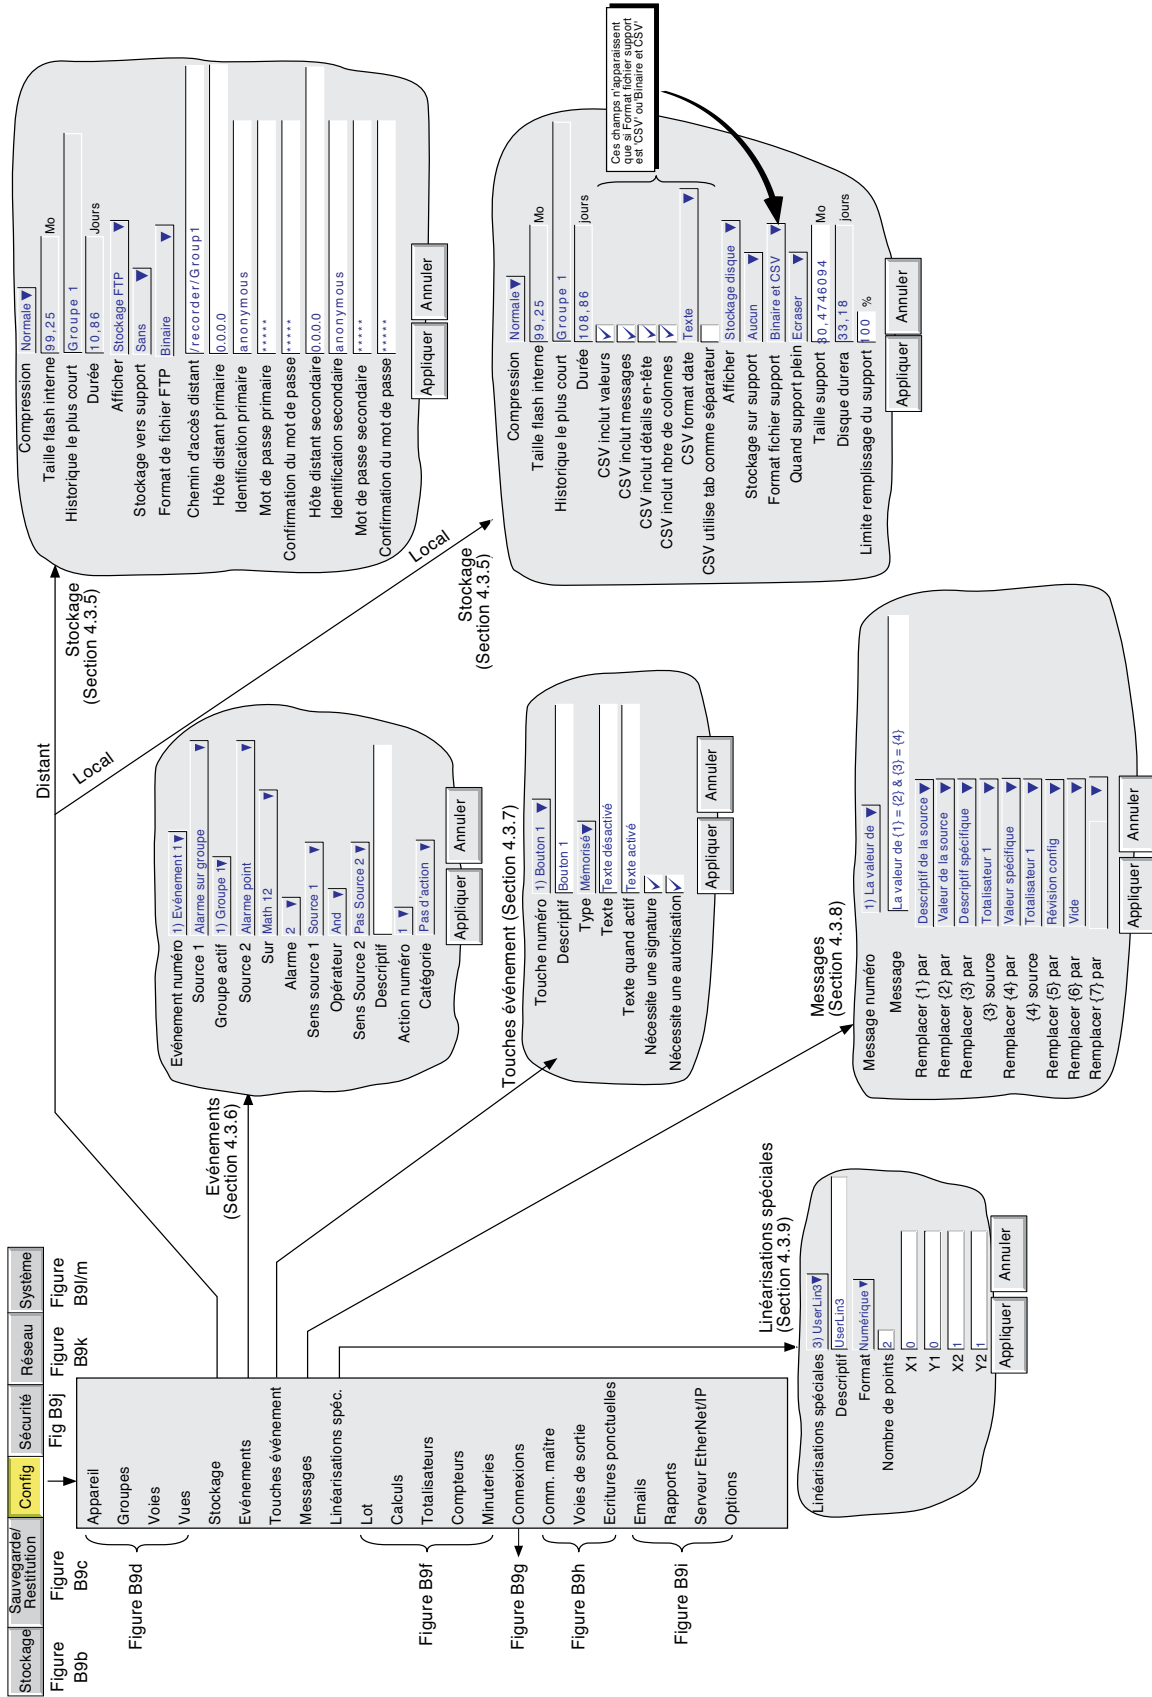 Stockage
Sauvegarde/
Restitution
Config
Sécurité
Réseau
Système
Figure
B9b
Figure
B9c
Fig B9j
Figure
B9k
Figure
B9l/m
Appareil
Groupes
Voies
Vues
Stockage
Evénements
Touches événement
Messages
Linéarisations spéc.
Lot
Calculs
Totalisateurs
Compteurs
Minuteries
Connexions
Comm. maître
Voies de sortie
Ecritures ponctuelles
Emails
Rapports
Serveur EtherNet/IP
Options
Figure B9d
Figure B9f
Figure B9g
Figure B9h
Figure B9i
Distant
Local
Local
Stockage
(Section 4.3.5)
Compression Normale
Taille flash interne 99,25 Mo
Historique le plus court Groupe 1
Durée 10,86 Jours
Afficher Stockage FTP
Stockage vers support Sans
Format de fichier FTP Binaire
Chemin d'accès distant /recorder/Group1
Hôte distant primaire 0.0.0.0
Identification primaire anonymous
Mot de passe primaire ****
Confirmation du mot de passe ****
Hôte distant secondaire 0.0.0.0
Identification secondaire anonymous
Mot de passe secondaire ****
Confirmation du mot de passe ****
Appliquer Annuler
Stockage
(Section 4.3.5)
Compression Normale
Taille flash interne 99,25 Mo
Historique le plus court Groupe 1
Durée 108,86 jours
CSV inclut valeurs
CSV inclut messages
CSV inclut détails en-tête
CSV inclut nbre de colonnes
CSV format date Texte
CSV utilise tab comme séparateur
Afficher Stockage disque
Stockage sur support Aucun
Format fichier support Binaire et CSV
Quand support plein Ecraser
Taille support 30,4746094 Mo
Disque durera 33,18 jours
Limite remplissage du support 100 %
Appliquer Annuler
Ces champs n'apparaissent
que si Format fichier support
est 'CSV' ou'Binaire et CSV'
Evénements
(Section 4.3.6)
Evénement numéro 1) Evénement 1
Source 1 Alarme sur groupe
Groupe actif 1) Groupe 1
Source 2 Alarme point
Sur Math 12
Alarme 2
Sens source 1 Source 1
Opérateur And
Sens Source 2 Pas Source 2
Descriptif
Action numéro 1
Catégorie Pas d'action
Appliquer Annuler
Touches événement (Section 4.3.7)
Touche numéro 1) Bouton 1
Descriptif Bouton 1
Type Mémorisé
Texte Texte désactivé
Texte quand actif Texte activé
Nécessite une signature
Nécessite une autorisation
Appliquer Annuler
Messages
(Section 4.3.8)
Message numéro 1) La valeur de
Message La valeur de {1} = {2} & {3} = {4}
Remplacer {1} par Descriptif de la source
Remplacer {2} par Valeur de la source
Remplacer {3} par Descriptif spécifique
{3} source Totalisateur 1
Remplacer {4} par Valeur spécifique
{4} source Totalisateur 1
Remplacer {5} par Révision config
Remplacer {6} par Vide
Remplacer {7} par
Appliquer Annuler
Linéarisations spéciales
(Section 4.3.9)
Linéarisations spéciales 3) UserLin3
Descriptif UserLin3
Format Numérique
Nombre de points 2
X1 0
Y1 0
X2 1
Y2 1
Appliquer Annuler